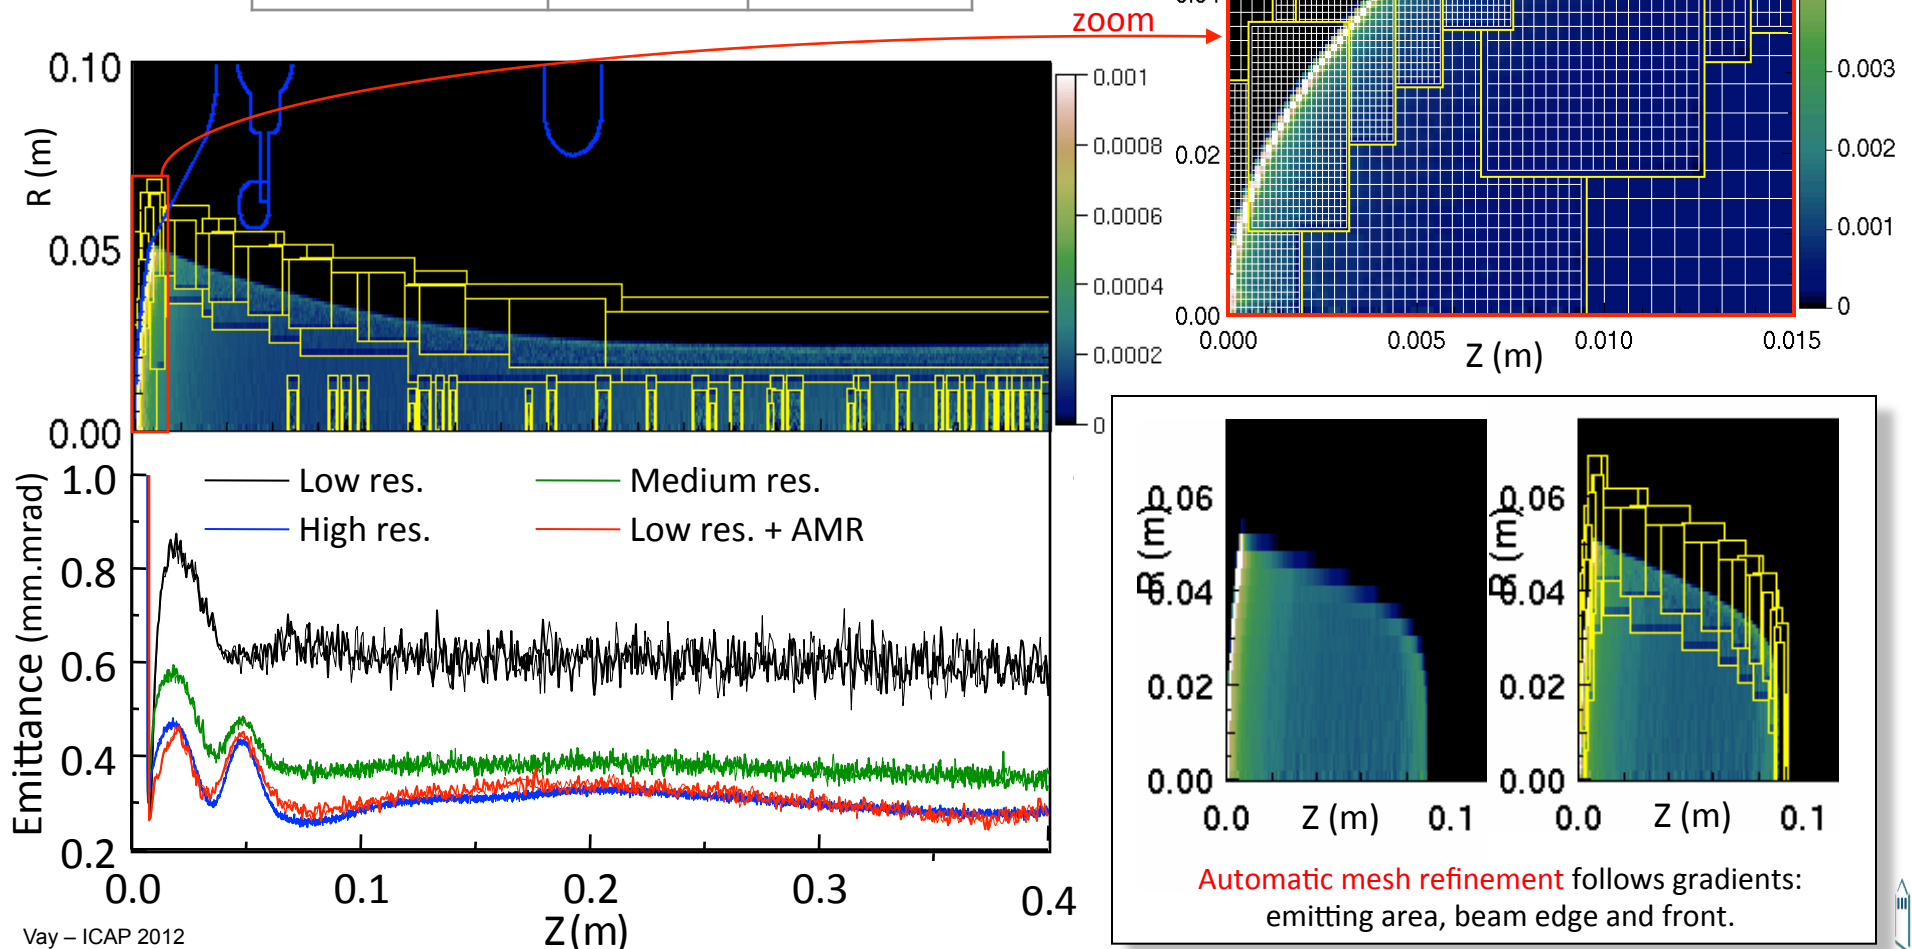 zoom
0.10
0.05
0.00
R (m)
0.001
0.0008
0.0006
0.0004
0.0002
0
0.02
0.00
0.000
0.005
0.010
0.015
Z (m)
0.003
0.002
0.001
0
Low res.
Medium res.
High res.
Low res. + AMR
Emittance (mm.mrad)
1.0
0.8
0.6
0.4
0.2
0.0
0.1
0.2
0.3
0.4
Z (m)
R (m)
0.06
0.04
0.02
0.00
0.0
Z (m)
0.1
R (m)
0.06
0.04
0.02
0.00
0.0
Z (m)
0.1
Automatic mesh refinement follows gradients:
emitting area, beam edge and front.
Vay – ICAP 2012